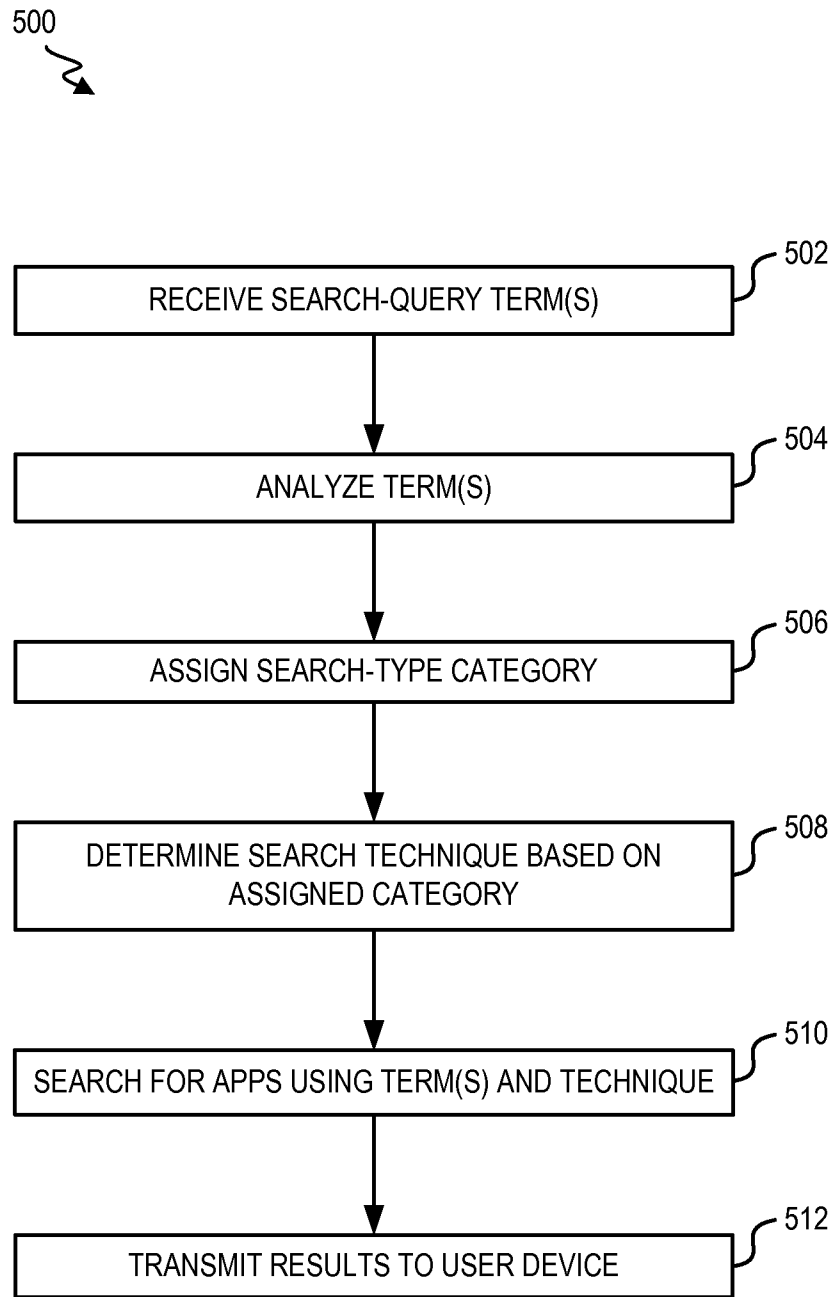 500
502
RECEIVE SEARCH-QUERY TERM(S)
504
ANALYZE TERM(S)
506
ASSIGN SEARCH-TYPE CATEGORY
508
DETERMINE SEARCH TECHNIQUE BASED ON
ASSIGNED CATEGORY
510
SEARCH FOR APPS USING TERM(S) AND TECHNIQUE
512
TRANSMIT RESULTS TO USER DEVICE